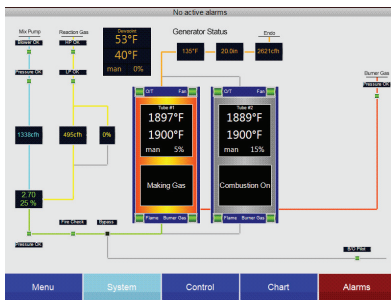 No active alarms
Mix Pump
Reaction Gas
Dewpoint
53°F
40°F
man 0%
Generator Status
Endo
Blower OK
HP OK
135°F
20.0in
2621cfh
Pressure OK
LP OK
Burner Gas
Pressure OK
O/T Fan
O/T Fan
Tube #1
1897°F
1900°F
man 5%
Tube #2
1889°F
1900°F
man 15%
1338cfh
495cfh
0%
Making Gas
Combustion On
2.70
25 %
Flame Burner Gas
Flame Burner Gas
Fire Check
Bypass
Pressure OK
B/O Pilot
Menu
System
Control
Chart
Alarms